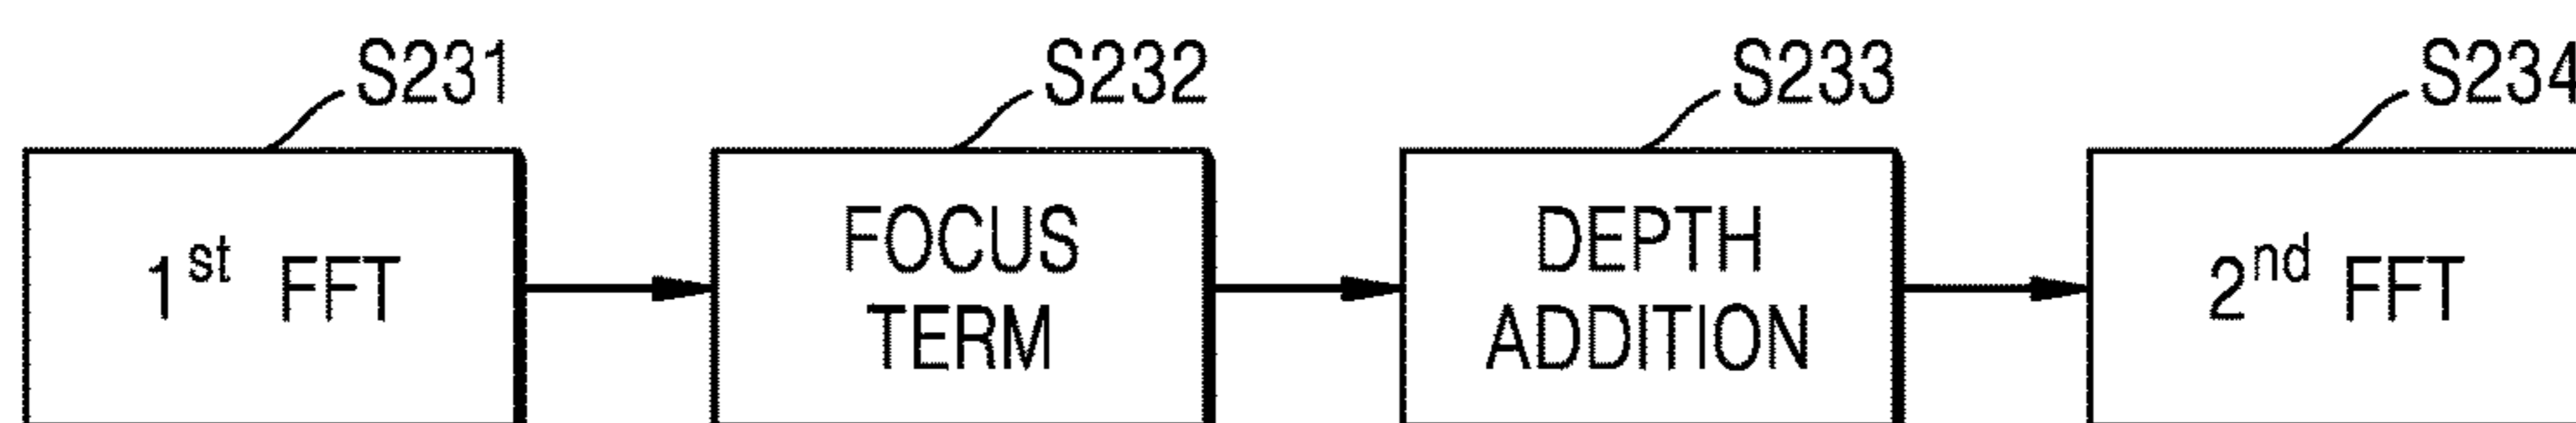 S231 S232 S233 S234
1st FFT
FOCUS
TERM
DEPTH
ADDITION
2nd FFT